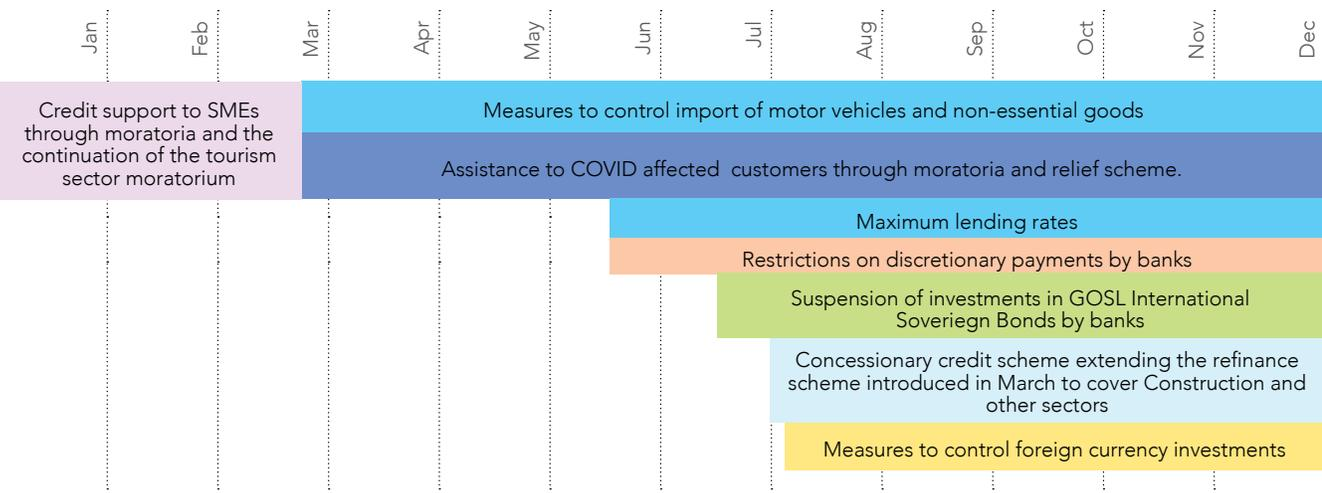 Jan
Feb
Mar
Apr
May
Jun
Jul
Aug
Sep
Oct
Nov
Dec
Credit support to SMEs
through moratoria and the
continuation of the tourism
sector moratorium
Measures to control import of motor vehicles and non-essential goods
Assistance to COVID affected  customers through moratoria and relief scheme.
Maximum lending rates
Restrictions on discretionary payments by banks
Suspension of investments in GOSL International
Soveriegn Bonds by banks
Concessionary credit scheme extending the refinance
scheme introduced in March to cover Construction and
other sectors
Measures to control foreign currency investments